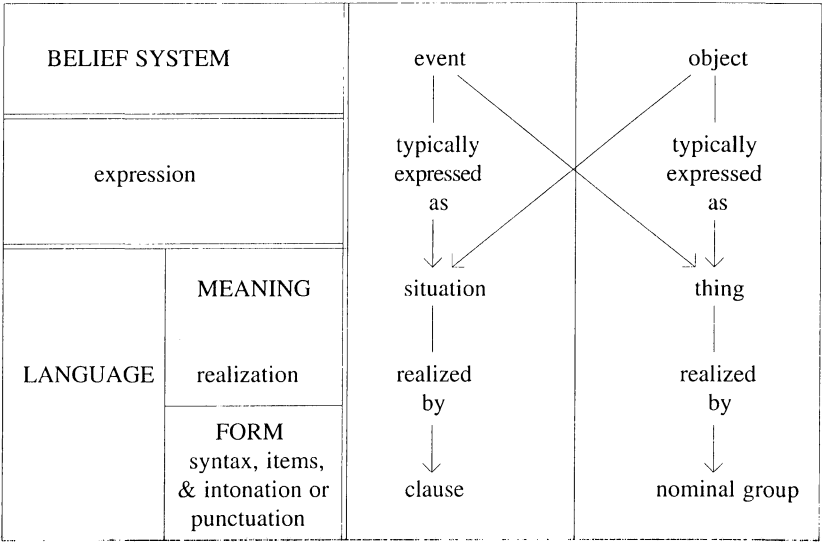 BELIEF SYSTEM
event
object
expression
typically
expressed
as
typically
expressed
as
LANGUAGE
MEANING
situation
thing
realization
realized
by
realized
by
FORM
syntax, items,
& intonation or
punctuation
clause
nominal group